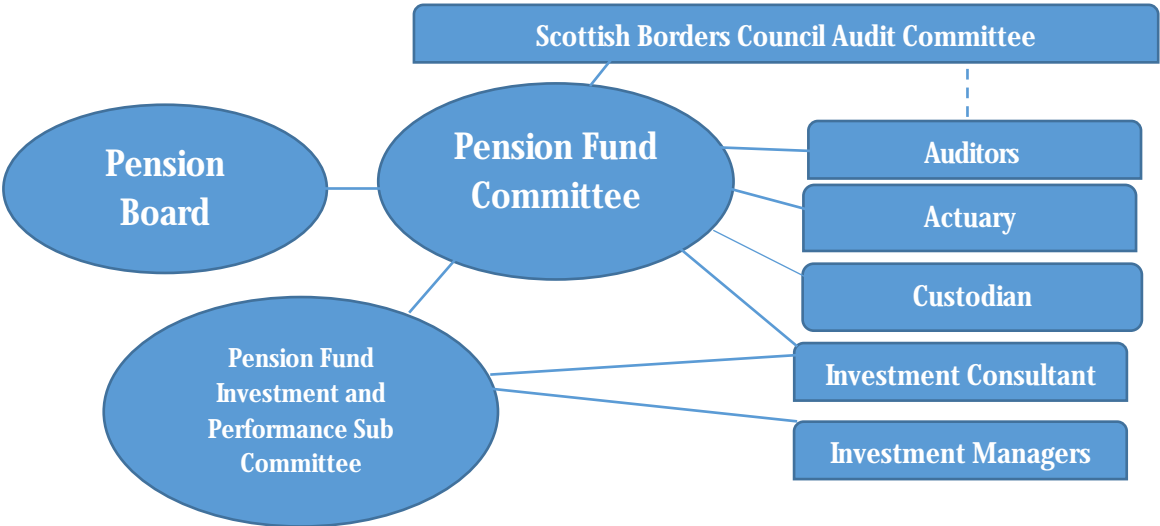 Scottish Borders Council Audit Committee
Pension Fund
Committee
Pension
Board
Auditors
Actuary
Custodian
Pension Fund
Investment and
Performance Sub
Committee
Investment Consultant
Investment Managers